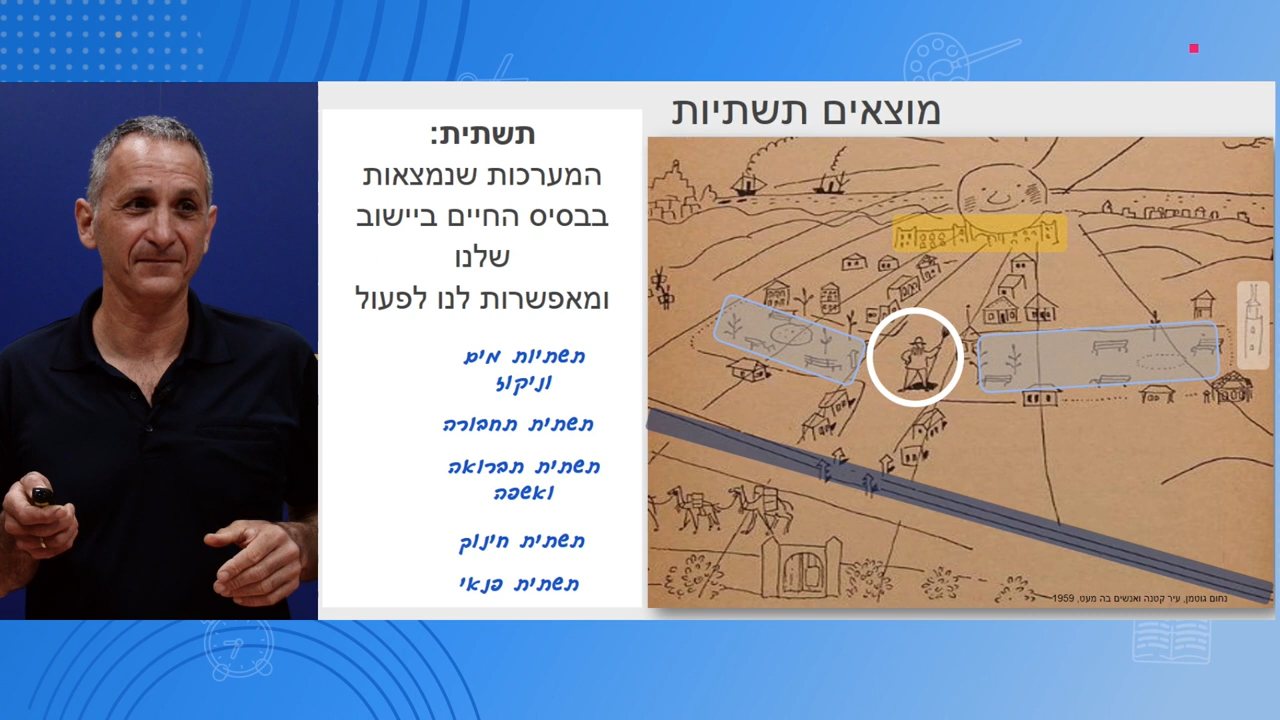 מוצאים תשתיות
תשתית:
המערכות שנמצאות
בבסיס החיים ביישוב
שלנו
ומאפשרות לנו לפעול
תשתיות מים
וניקוז
תשתית תחבורה
תשתית תברואה
ואשפה
תשתית חינוך
תשתית פנאי
נחום גוטמן, עיר קטנה ואנשים בה מעט, 1959